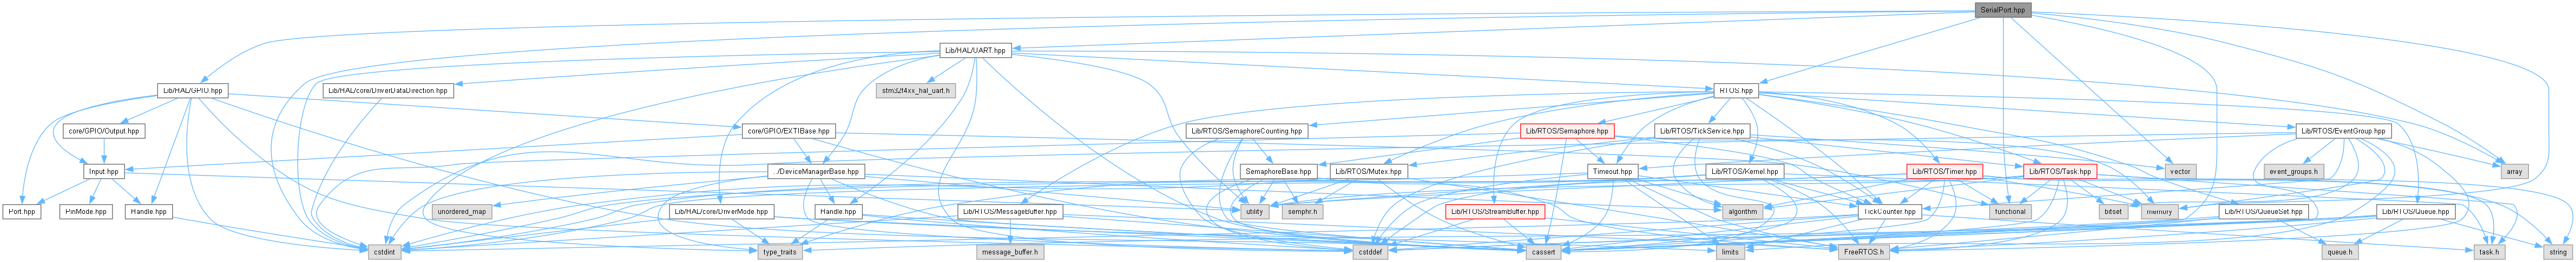 SerialPort.hpp
Lib/HAL/UART.hpp
Lib/HAL/GPIO.hpp
Lib/HAL/core/DriverDataDirection.hpp
stm32f4xx_hal_uart.h
RTOS.hpp
core/GPIO/Output.hpp
core/GPIO/EXTIBase.hpp
Lib/RTOS/SemaphoreCounting.hpp
Lib/RTOS/Semaphore.hpp
Lib/RTOS/TickService.hpp
Lib/RTOS/EventGroup.hpp
Input.hpp
../DeviceManagerBase.hpp
SemaphoreBase.hpp
Lib/RTOS/Mutex.hpp
Timeout.hpp
Lib/RTOS/Kernel.hpp
Lib/RTOS/Timer.hpp
Lib/RTOS/Task.hpp
vector
event_groups.h
array
Port.hpp
PinMode.hpp
Handle.hpp
unordered_map
Lib/HAL/core/DriverMode.hpp
Handle.hpp
Lib/RTOS/MessageBuffer.hpp
utility
semphr.h
Lib/RTOS/StreamBuffer.hpp
algorithm
TickCounter.hpp
functional
bitset
memory
Lib/RTOS/QueueSet.hpp
Lib/RTOS/Queue.hpp
cstdint
type_traits
message_buffer.h
cstddef
cassert
limits
FreeRTOS.h
queue.h
task.h
string